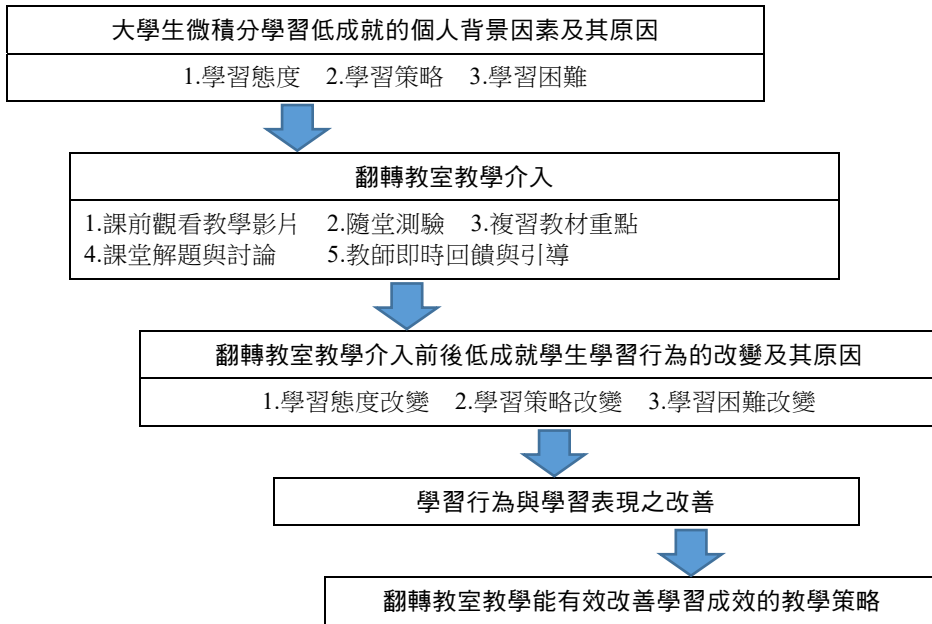 大學生微積分學習低成就的個人背景因素及其原因
1.學習態度 2.學習策略 3.學習困難
翻轉教室教學介入
1.課前觀看教學影片 2.隨堂測驗 3.複習教材重點
4.課堂解題與討論 5.教師即時回饋與引導
翻轉教室教學介入前後低成就學生學習行為的改變及其原因
1.學習態度改變 2.學習策略改變 3.學習困難改變
學習行為與學習表現之改善
翻轉教室教學能有效改善學習成效的教學策略